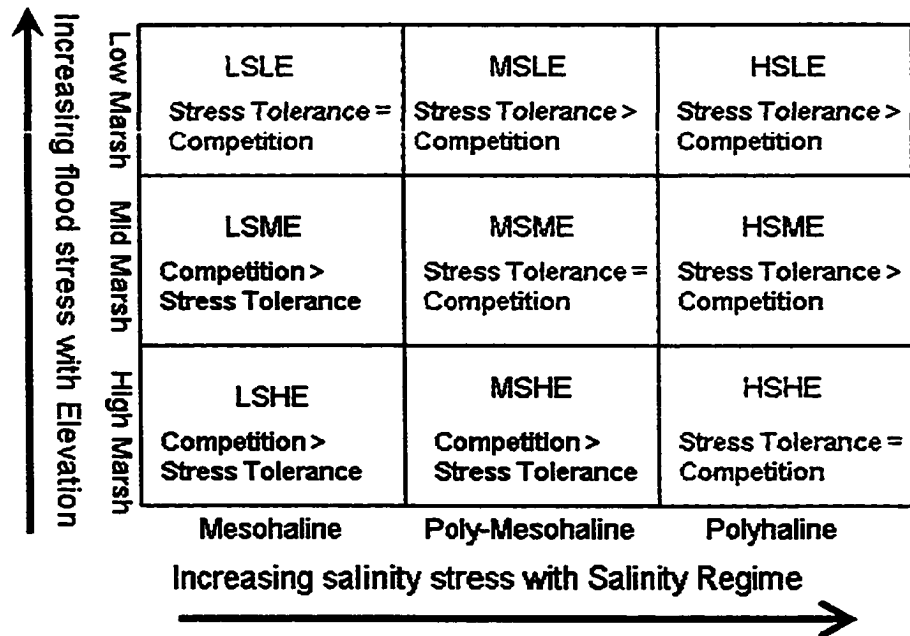 Increasing flood stress with Elevation
Low Marsh
LSLE
Stress Tolerance =
Competition
MSLE
Stress Tolerance >
Competition
HSLE
Stress Tolerance >
Competition
Mid Marsh
LSME
Competition >
Stress Tolerance
MSME
Stress Tolerance =
Competition
HSME
Stress Tolerance >
Competition
High Marsh
LSHE
Competition >
Stress Tolerance
MSHE
Competition >
Stress Tolerance
HSHE
Stress Tolerance =
Competition
Mesohaline
Poly-Mesohaline
Polyhaline
Increasing salinity stress with Salinity Regime